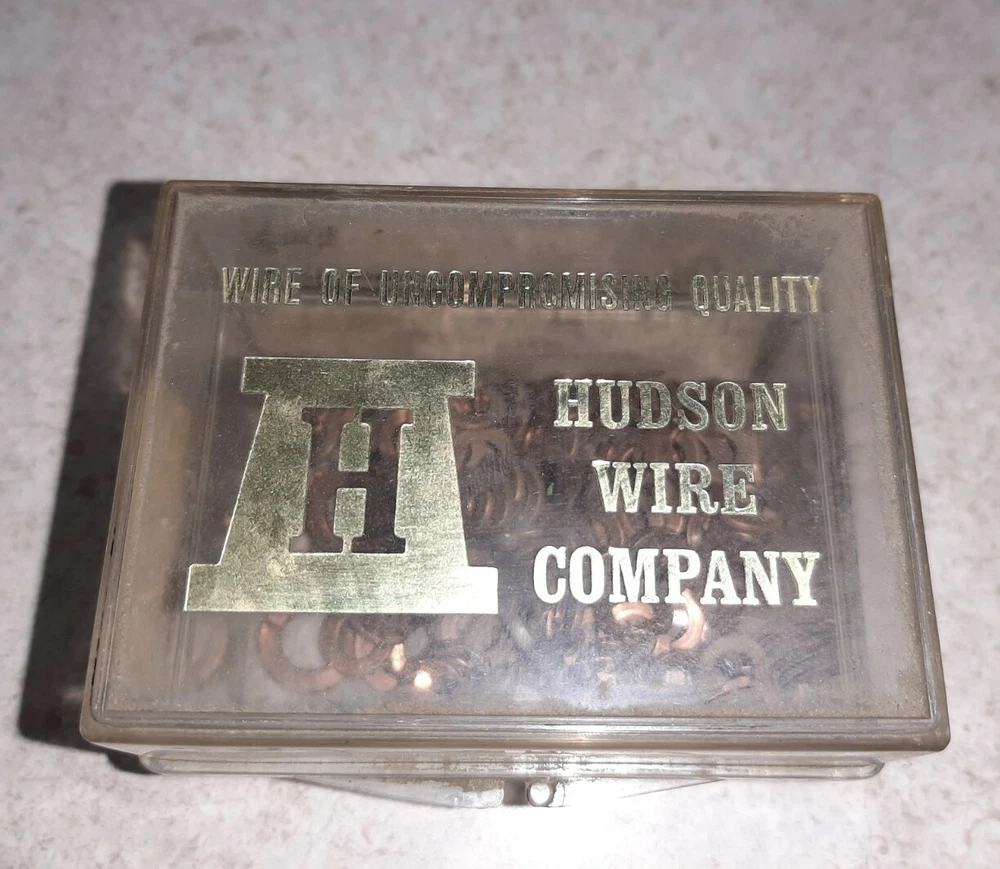 WIRE OF UNCOMPROMISING QUALITY
H
HUDSON
WIRE
COMPANY